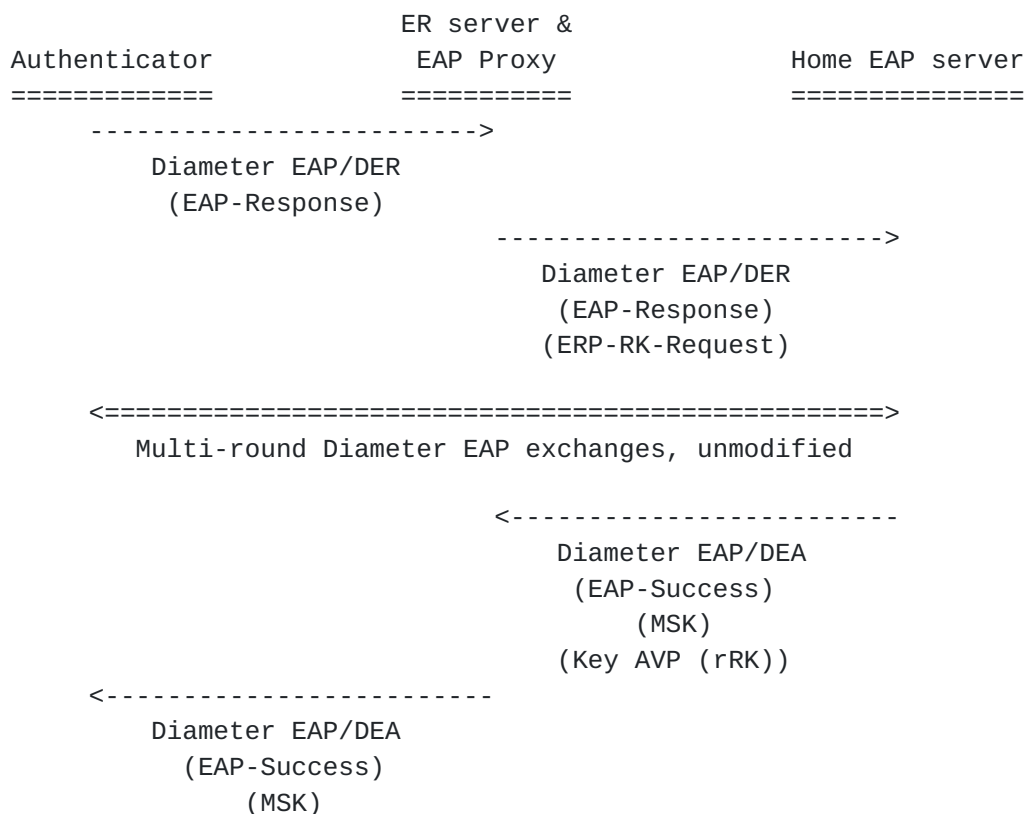 ER server &
Authenticator EAP Proxy Home EAP server
============= =========== ===============
------------------------->
Diameter EAP/DER
(EAP-Response)
------------------------->
Diameter EAP/DER
(EAP-Response)
(ERP-RK-Request)
<==================================================>
Multi-round Diameter EAP exchanges, unmodified
<-------------------------
Diameter EAP/DEA
(EAP-Success)
(MSK)
(Key AVP (rRK))
<-------------------------
Diameter EAP/DEA
(EAP-Success)
(MSK)